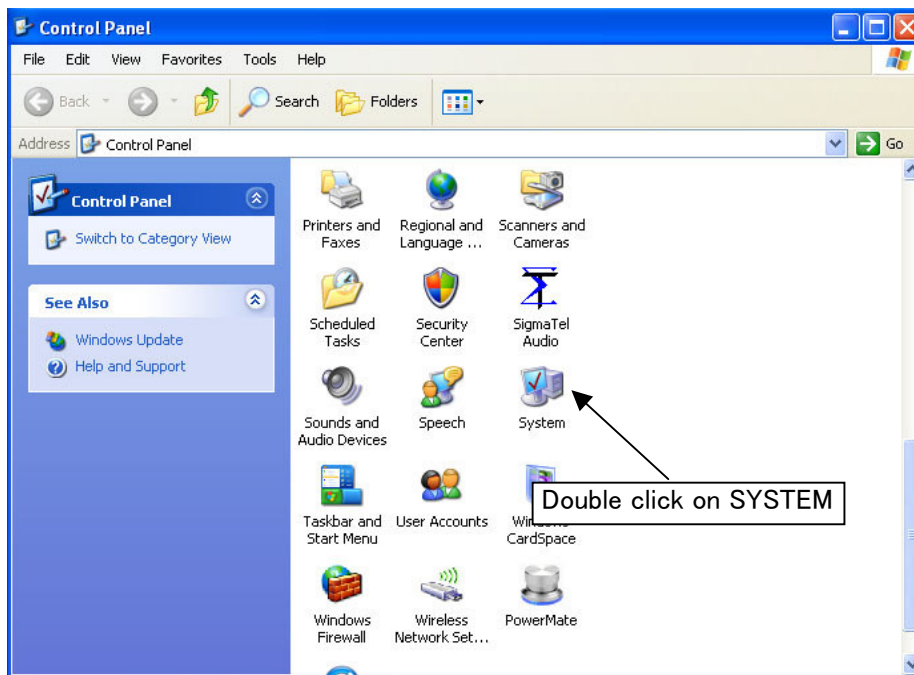 Control Panel
File Edit View Favorites Tools Help
Back Search Folders
Address Control Panel Go
Control Panel
Switch to Category View
See Also
Windows Update
Help and Support
Printers and
Faxes
Regional and
Language ...
Scanners and
Cameras
Scheduled
Tasks
Security
Center
SigmaTel
Audio
Sounds and
Audio Devices
Speech
System
Double click on SYSTEM
Taskbar and
Start Menu
User Accounts
CardSpace
Windows
Firewall
Wireless
Network Set...
PowerMate